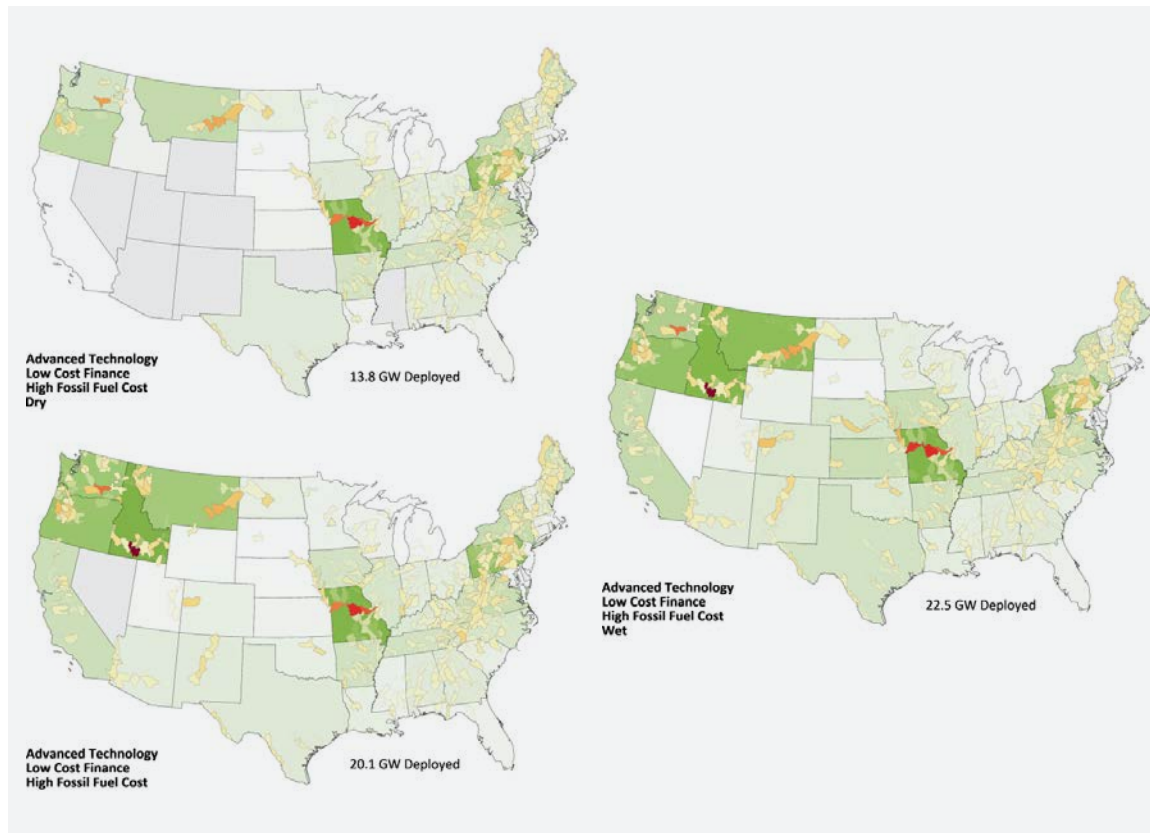 Advanced Technology
Low Cost Finance
High Fossil Fuel Cost
Dry
13.8 GW Deployed
Advanced Technology
Low Cost Finance
High Fossil Fuel Cost
20.1 GW Deployed
Advanced Technology
Low Cost Finance
High Fossil Fuel Cost
Wet
22.5 GW Deployed